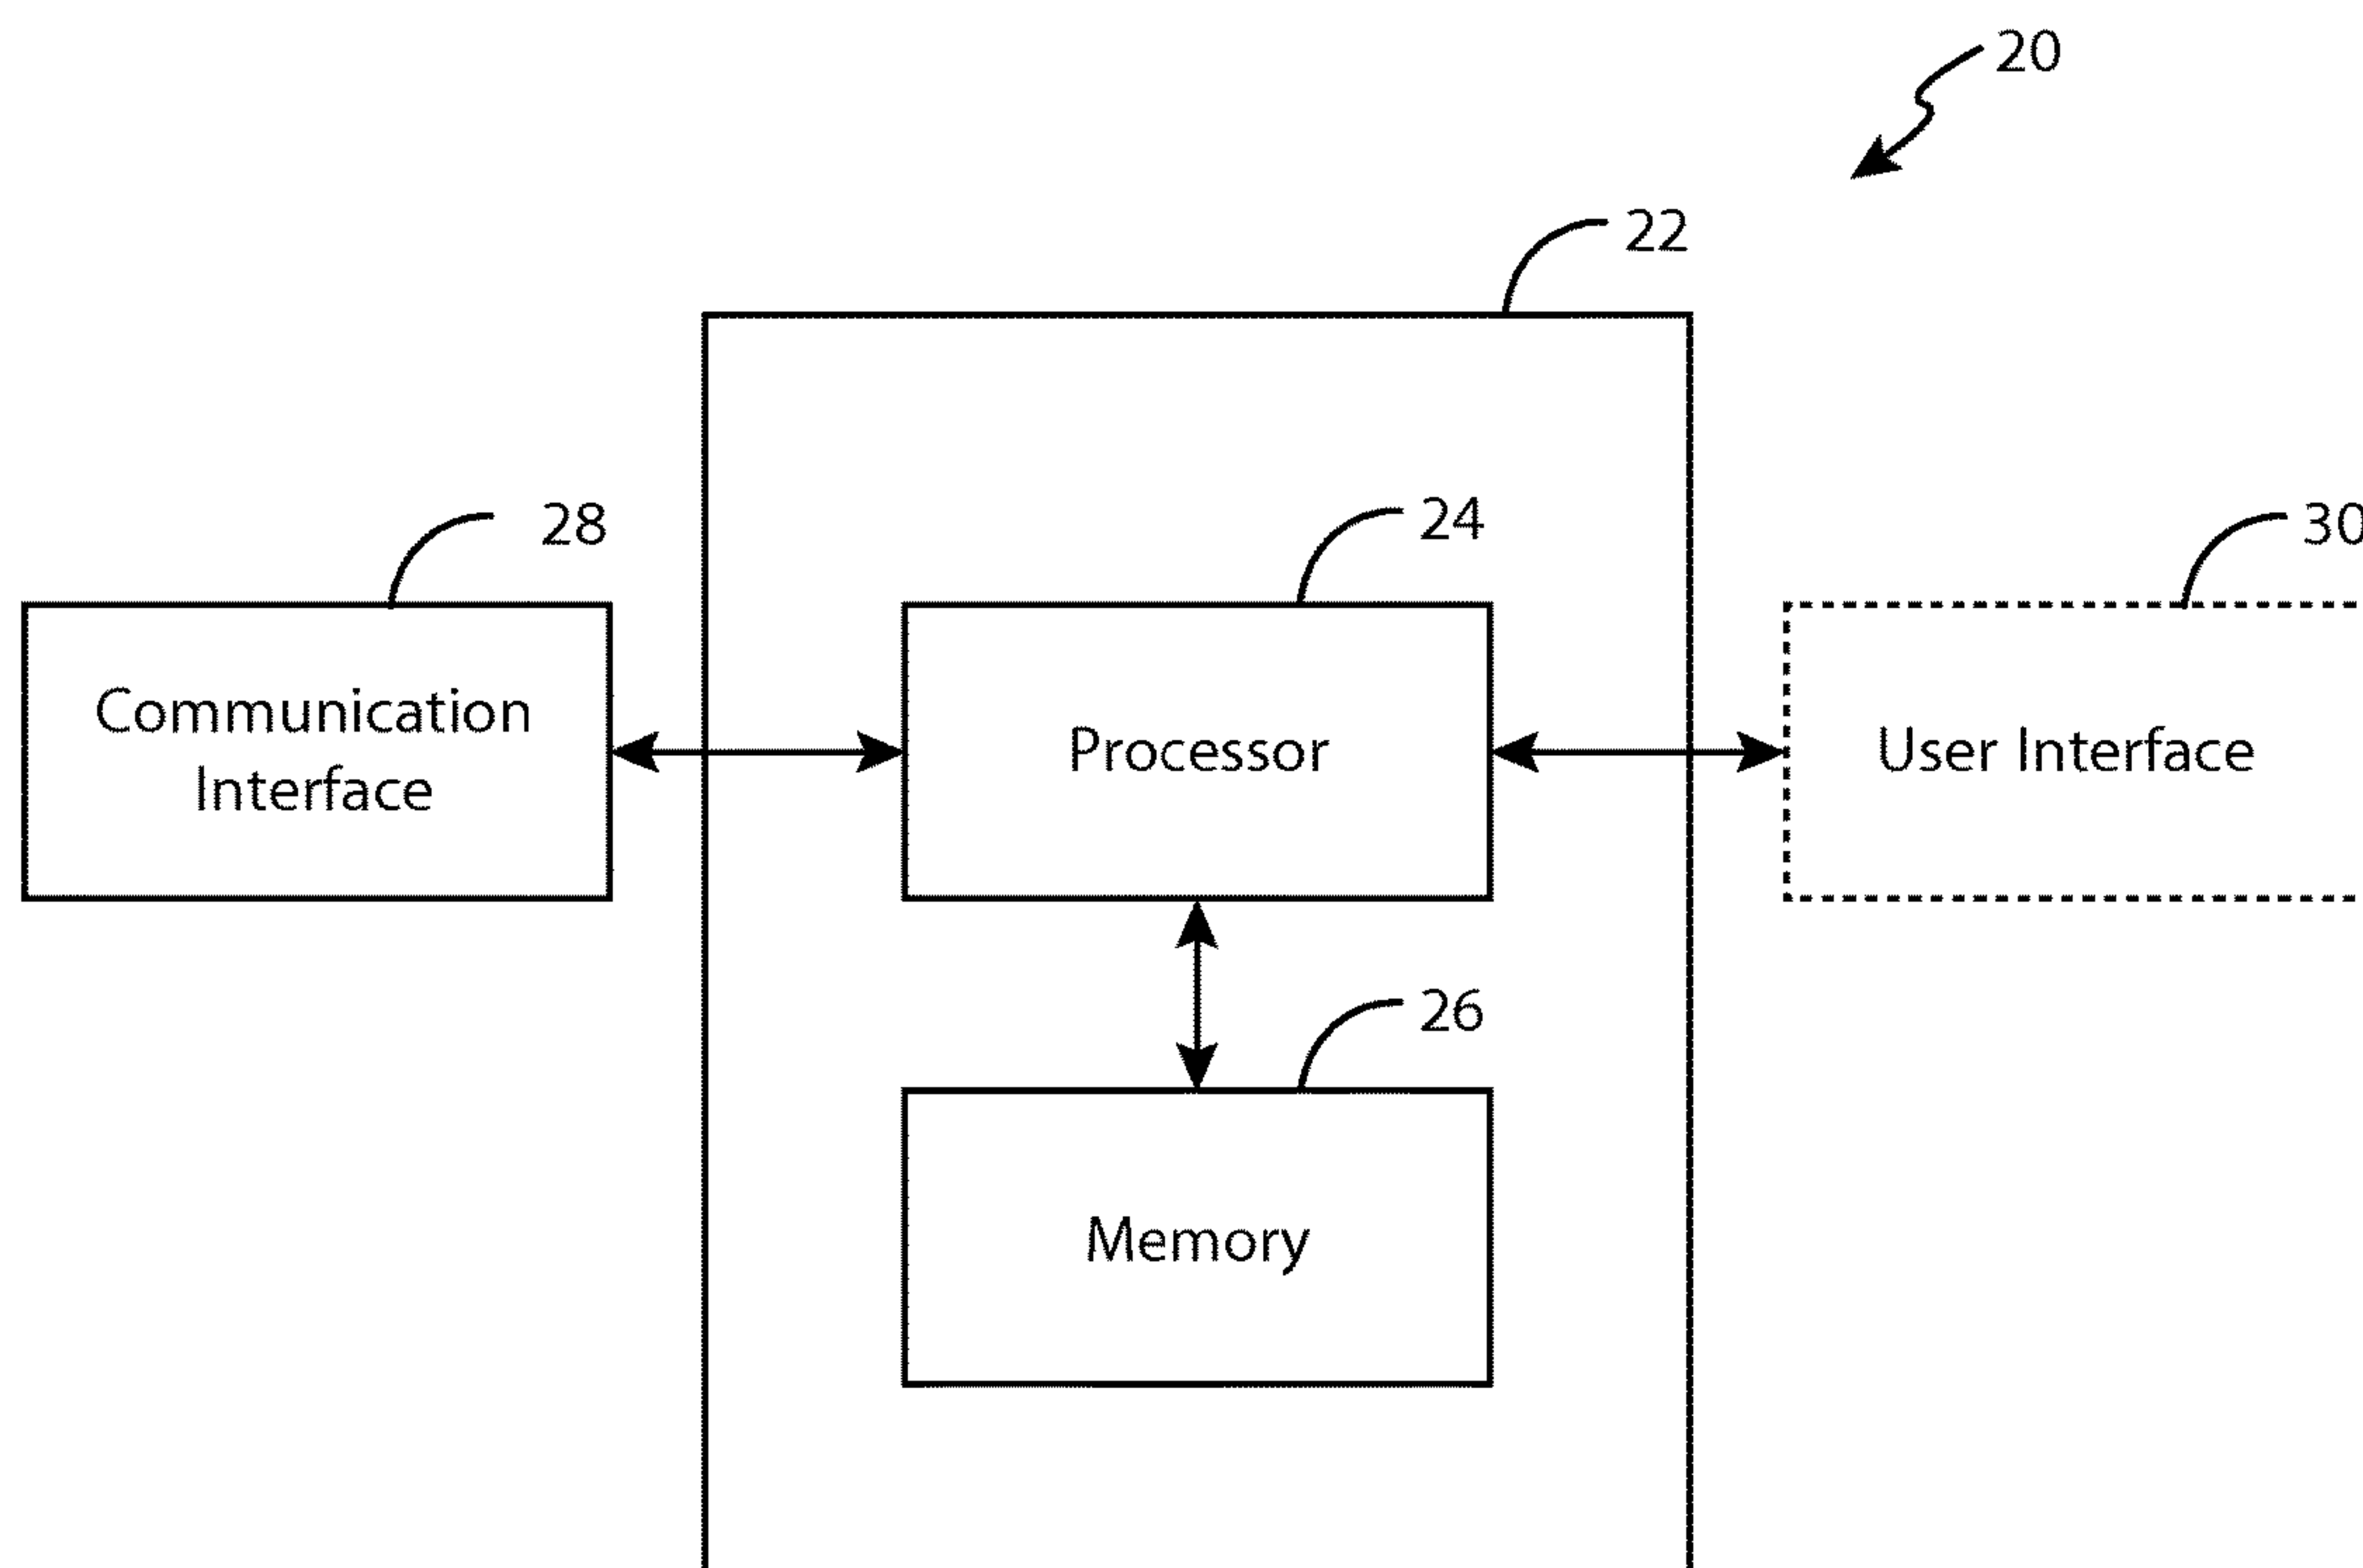 20
22
28
24
30
Communication
Interface
Processor
User Interface
26
Memory